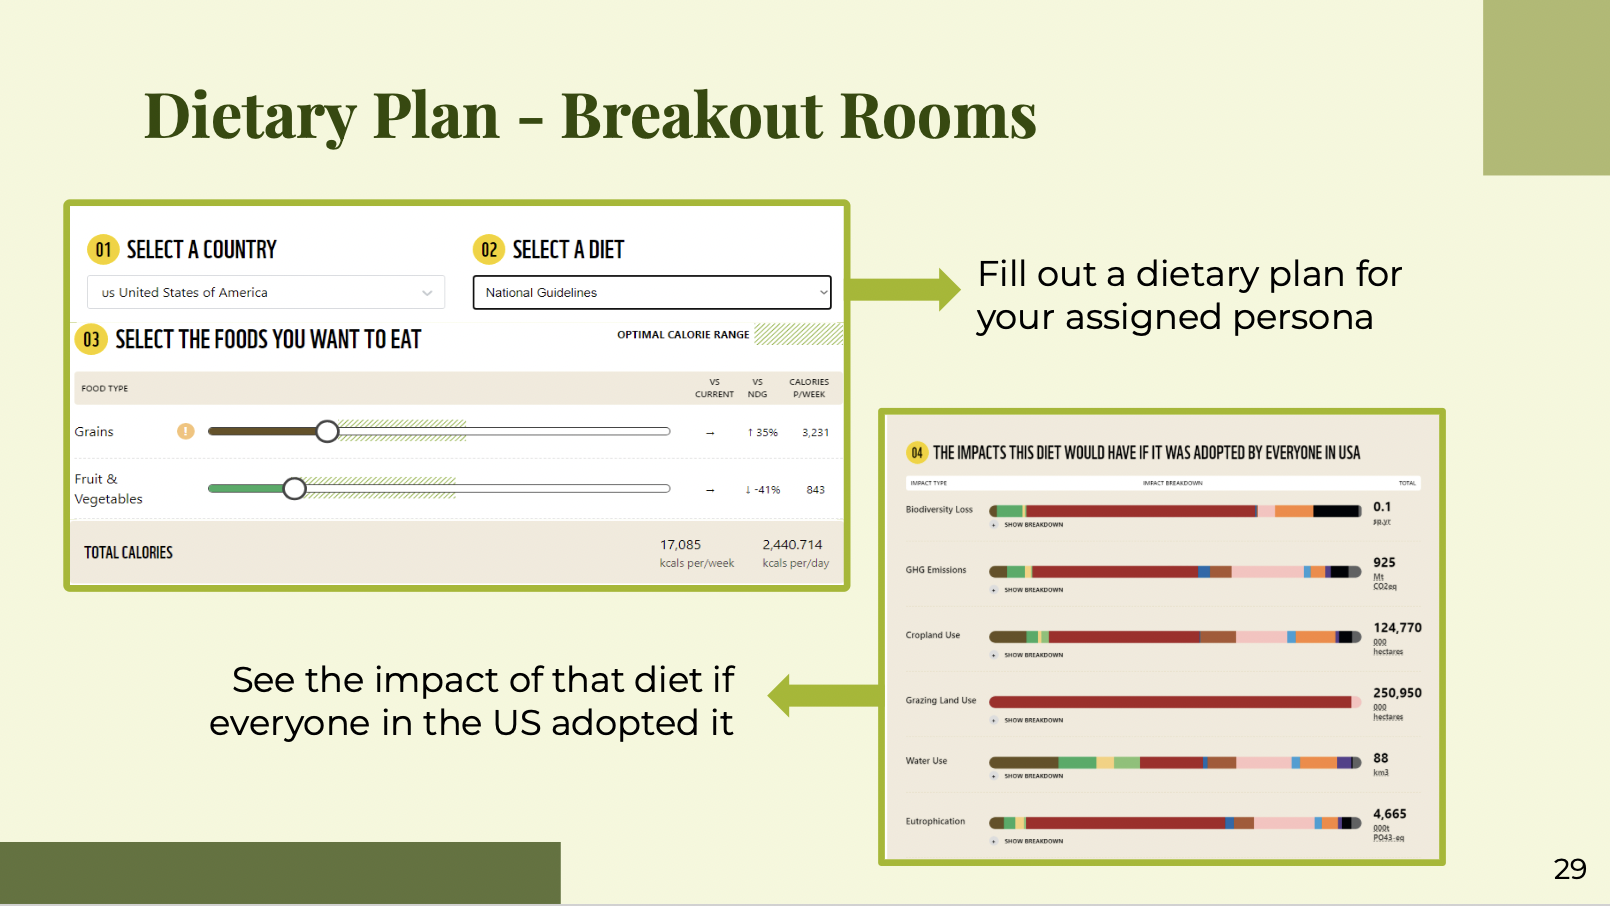 Dietary Plan - Breakout Rooms
01 SELECT A COUNTRY
us United States of America
02 SELECT A DIET
National Guidelines
03 SELECT THE FOODS YOU WANT TO EAT
OPTIMAL CALORIE RANGE
FOOD TYPE
VS CURRENT
VS NDG
CALORIES P/WEEK
Grains ! → ↑ 35% 3,231
Fruit &
Vegetables → ↓ -41% 843
TOTAL CALORIES
17,085
kcals per/week
2,440.714
kcals per/day
Fill out a dietary plan for
your assigned persona
04 THE IMPACTS THIS DIET WOULD HAVE IF IT WAS ADOPTED BY EVERYONE IN USA
IMPACT TYPE IMPACT BREAKDOWN TOTAL
Biodiversity Loss 0.1
sp.yr
+ SHOW BREAKDOWN
GHG Emissions 925
Mt
CO2eq
+ SHOW BREAKDOWN
Cropland Use 124,770
000
hectares
+ SHOW BREAKDOWN
Grazing Land Use 250,950
000
hectares
+ SHOW BREAKDOWN
Water Use 88
km3
+ SHOW BREAKDOWN
Eutrophication 4,665
000t
PO43-eq
+ SHOW BREAKDOWN
See the impact of that diet if
everyone in the US adopted it
29